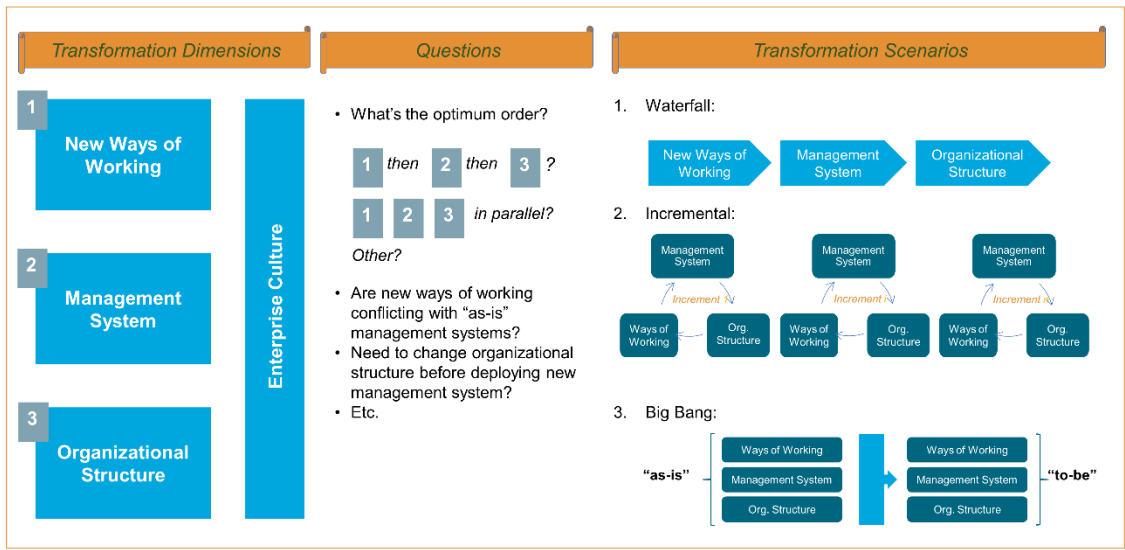 Transformation Dimensions
Questions
Transformation Scenarios
1
New Ways of
Working
2
Management
System
3
Organizational
Structure
Enterprise Culture
• What’s the optimum order?
1 then 2 then 3 ?
1 2 3 in parallel?
Other?
• Are new ways of working
conflicting with “as-is”
management systems?
• Need to change organizational
structure before deploying new
management system?
• Etc.
1. Waterfall:
New Ways of
Working
Management
System
Organizational
Structure
2. Incremental:
Management
System
Increment
Ways of
Working
Org.
Structure
Management
System
Increment i
Ways of
Working
Org.
Structure
Management
System
Increment
Ways of
Working
Org.
Structure
3. Big Bang:
“as-is”
Ways of Working
Management System
Org. Structure
Ways of Working
Management System
Org. Structure
“to-be”